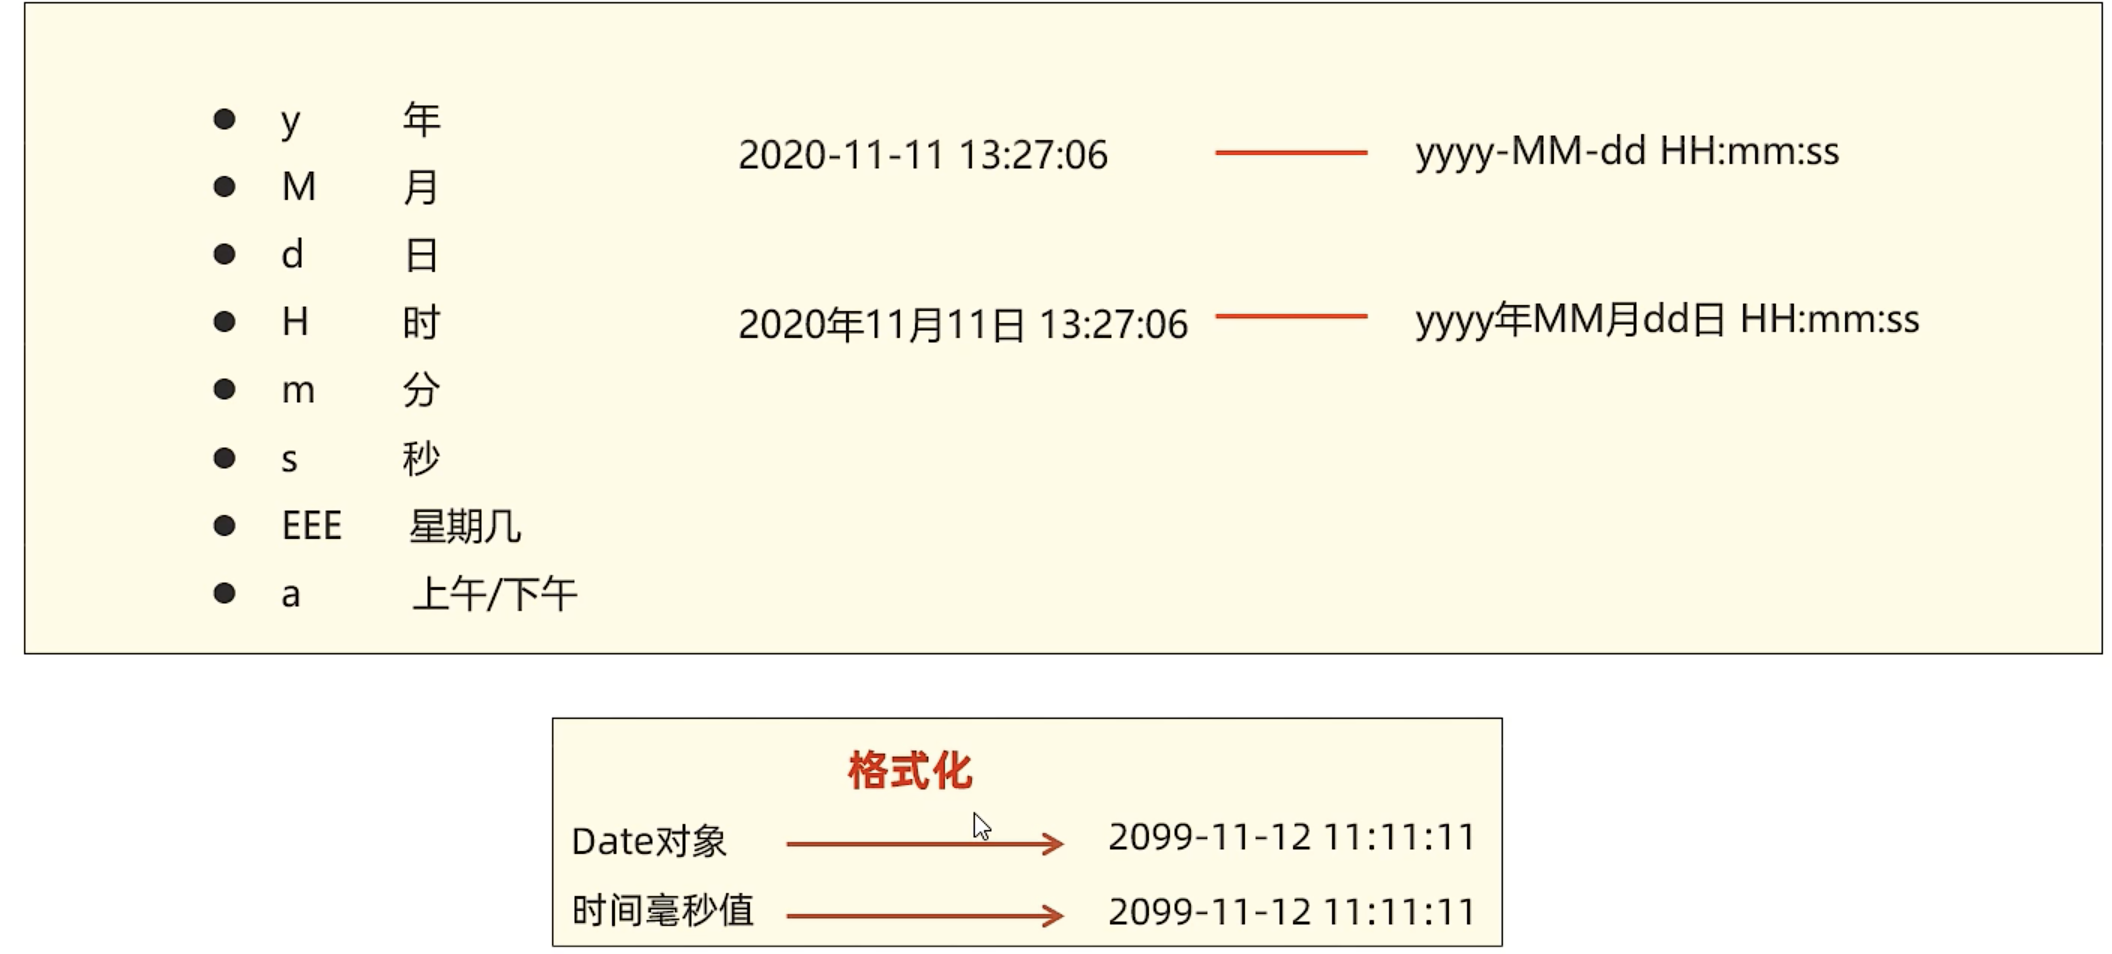 y 年
M 月
d 日
H 时
m 分
s 秒
EEE 星期几
a 上午/下午
2020-11-11 13:27:06 yyyy-MM-dd HH:mm:ss
2020年11月11日 13:27:06 yyyy年MM月dd日 HH:mm:ss
格式化
Date对象 2099-11-12 11:11:11
时间毫秒值 2099-11-12 11:11:11